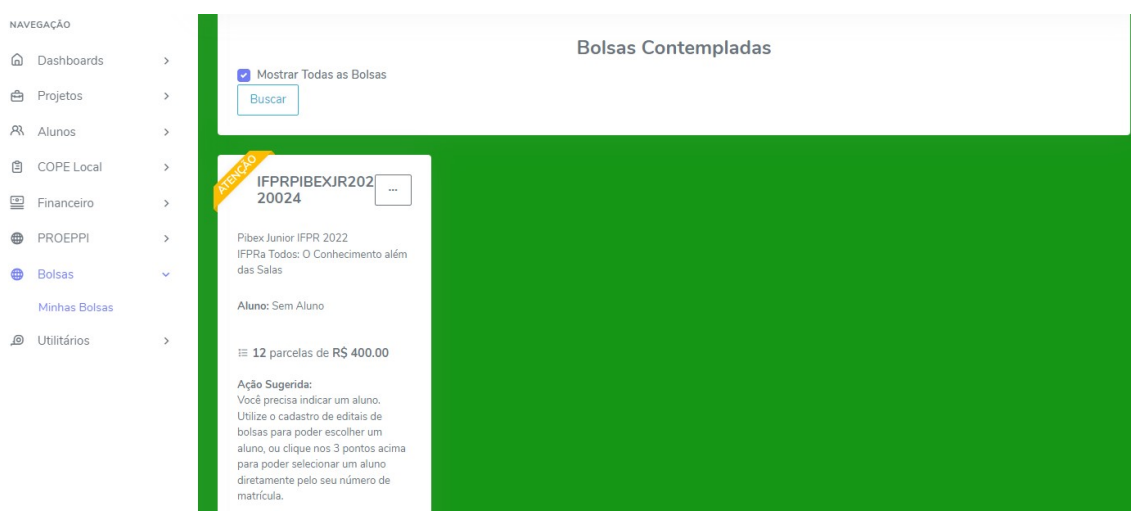 NAVEGAÇÃO
Dashboards
Projetos
Alunos
COPE Local
Financeiro
PROEPPI
Bolsas
Minhas Bolsas
Utilitários
Bolsas Contempladas
Mostrar Todas as Bolsas
Buscar
ATENÇÃO
IFPRPIBEXJR202
20024
...
Pibex Junior IFPR 2022
IFPRa Todos: O Conhecimento além
das Salas
Aluno: Sem Aluno
12 parcelas de R$ 400.00
Ação Sugerida:
Você precisa indicar um aluno.
Utilize o cadastro de editais de
bolsas para poder escolher um
aluno, ou clique nos 3 pontos acima
para poder selecionar um aluno
diretamente pelo seu número de
matrícula.